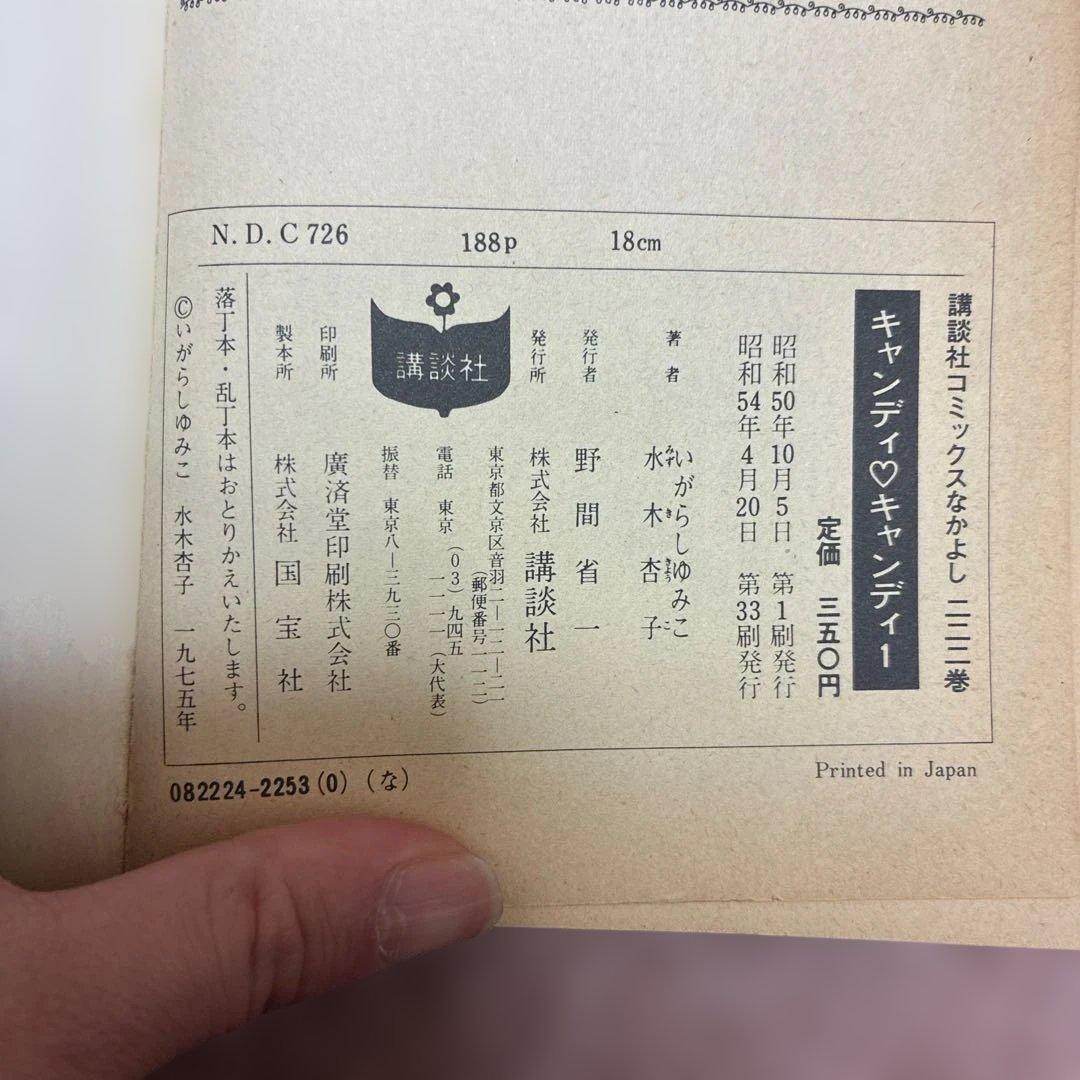 N.D.C 726 188p 18cm
講談社コミックスなかよし 二二二巻
キャンディ♡キャンディ1
定価 三五〇円
昭和50年10月5日 第1刷発行
昭和54年4月20日 第33刷発行
著者 いがらしゆみこ
水木杏子
みずききょうこ
発行者 野間省一
発行所 株式会社 講談社
東京都文京区音羽二―一二―二一
(郵便番号一一二)
電話 東京(03)九四五
一一一一(大代表)
振替 東京八―三九三〇番
講談社
印刷所 廣済堂印刷株式会社
製本所 株式会社 国宝社
落丁本・乱丁本はおとりかえいたします。
©いがらしゆみこ 水木杏子 一九七五年
Printed in Japan
082224-2253(0)(な)